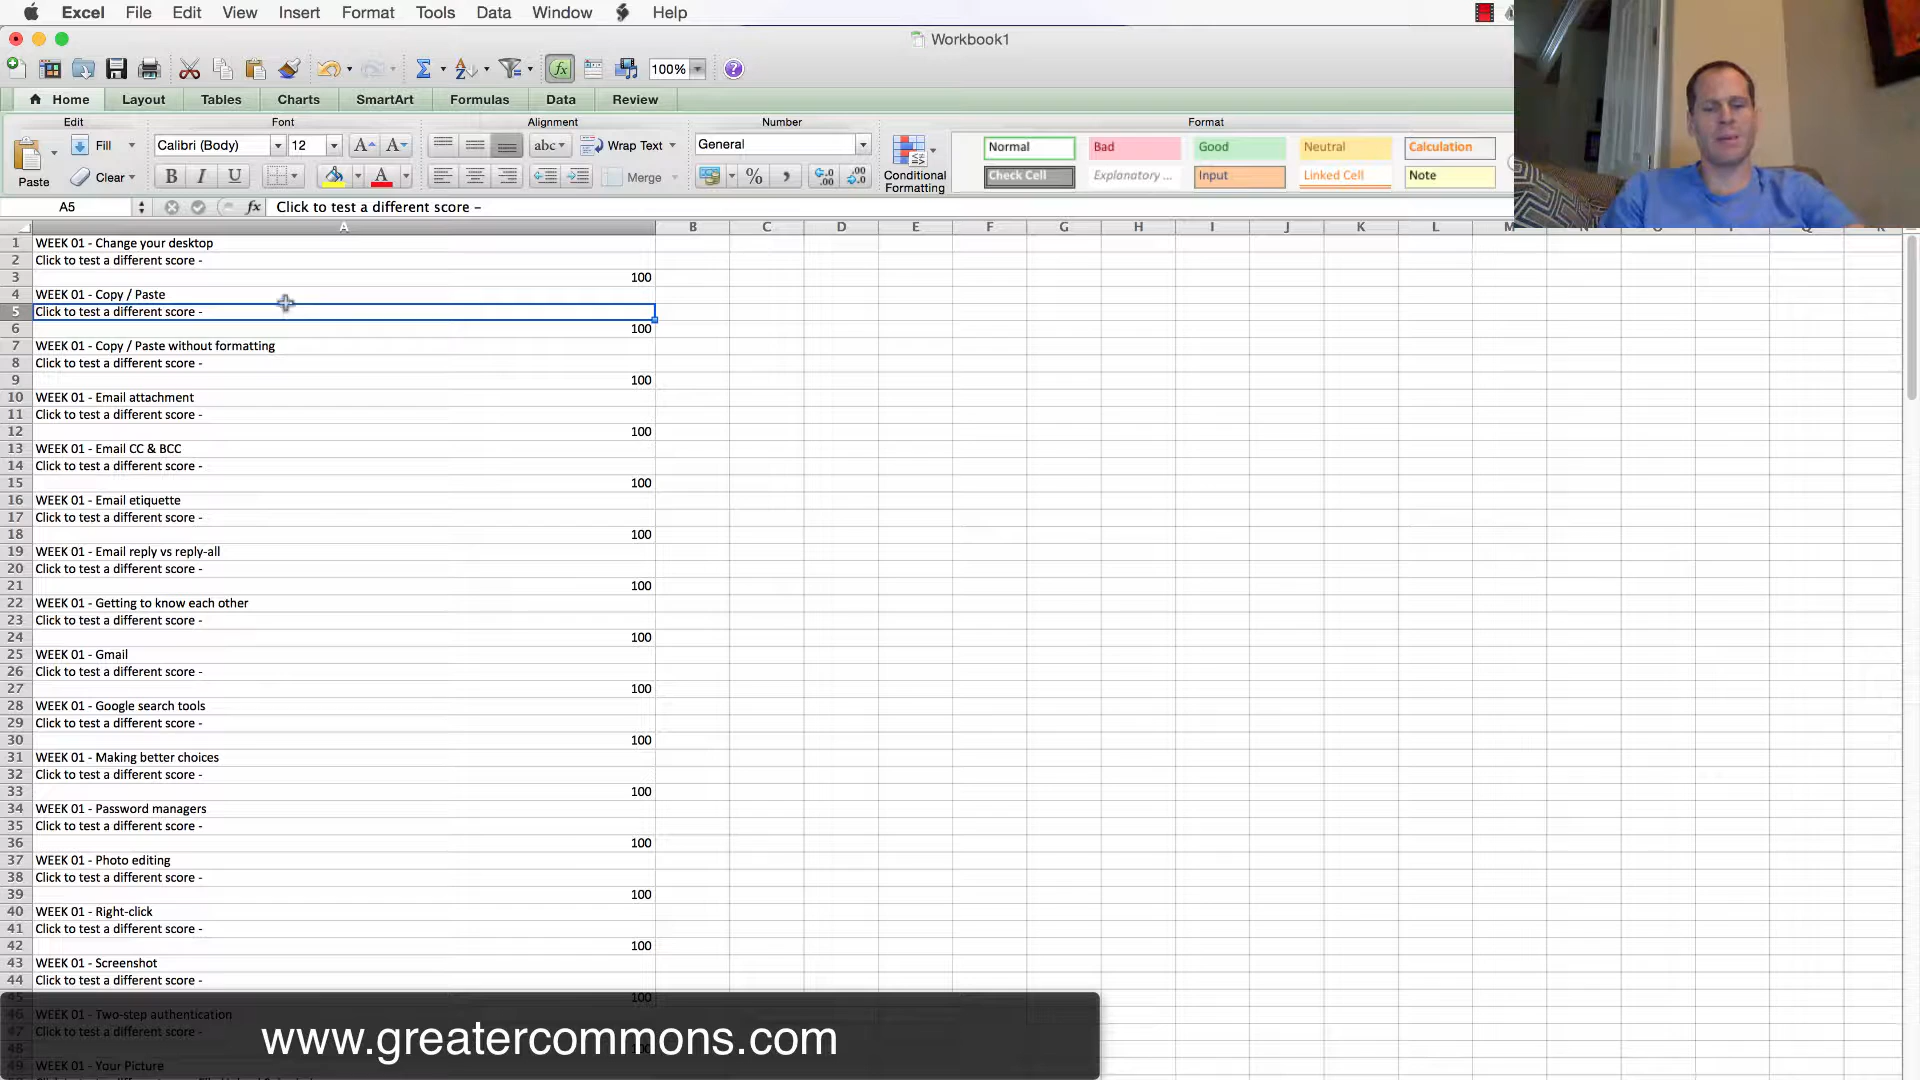 Excel File Edit View Insert Format Tools Data Window Help
Workbook1
100%
Home Layout Tables Charts SmartArt Formulas Data Review
Edit Font Alignment Number Format
Fill Calibri (Body) 12 abc Wrap Text General Normal Bad Good Neutral Calculation
Paste Clear B I U A Merge % Conditional Formatting Check Cell Explanatory ... Input Linked Cell Note
A5 fx Click to test a different score -
A B C D E F G H I J K L
1 WEEK 01 - Change your desktop
2 Click to test a different score -
3 100
4 WEEK 01 - Copy / Paste
5 Click to test a different score -
6 100
7 WEEK 01 - Copy / Paste without formatting
8 Click to test a different score -
9 100
10 WEEK 01 - Email attachment
11 Click to test a different score -
12 100
13 WEEK 01 - Email CC & BCC
14 Click to test a different score -
15 100
16 WEEK 01 - Email etiquette
17 Click to test a different score -
18 100
19 WEEK 01 - Email reply vs reply-all
20 Click to test a different score -
21 100
22 WEEK 01 - Getting to know each other
23 Click to test a different score -
24 100
25 WEEK 01 - Gmail
26 Click to test a different score -
27 100
28 WEEK 01 - Google search tools
29 Click to test a different score -
30 100
31 WEEK 01 - Making better choices
32 Click to test a different score -
33 100
34 WEEK 01 - Password managers
35 Click to test a different score -
36 100
37 WEEK 01 - Photo editing
38 Click to test a different score -
39 100
40 WEEK 01 - Right-click
41 Click to test a different score -
42 100
43 WEEK 01 - Screenshot
44 Click to test a different score -
45 100
46 WEEK 01 - Two-step authentication
47 Click to test a different score -
48
49 WEEK 01 - Your Picture
www.greatercommons.com